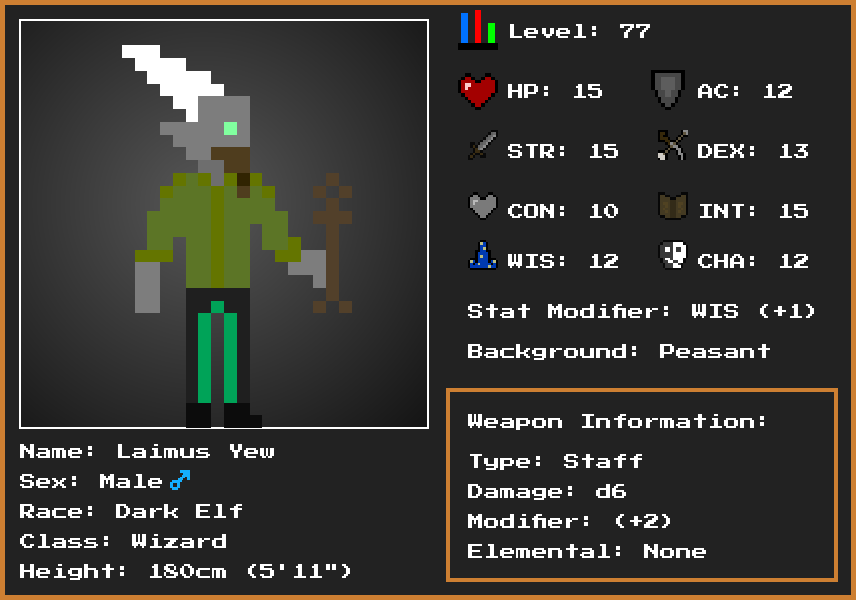 Level: 77
HP: 15 AC: 12
STR: 15 DEX: 13
CON: 10 INT: 15
WIS: 12 CHA: 12
Stat Modifier: WIS (+1)
Background: Peasant
Weapon Information:
Type: Staff
Damage: d6
Modifier: (+2)
Elemental: None
Name: Laimus Yew
Sex: Male♂
Race: Dark Elf
Class: Wizard
Height: 180cm (5'11")